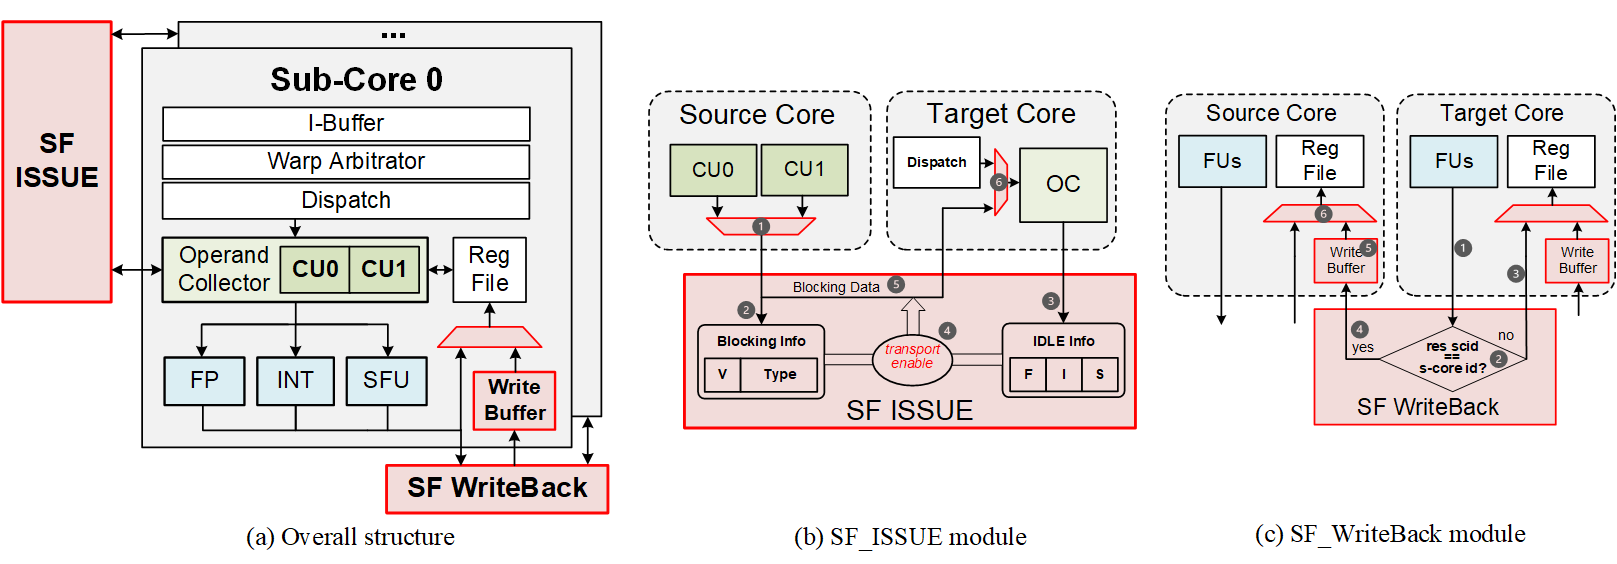 SF
ISSUE
...
Sub-Core 0
I-Buffer
Warp Arbitrator
Dispatch
Operand
Collector
CU0
CU1
Reg
File
FP
INT
SFU
Write
Buffer
SF WriteBack
(a) Overall structure
Source Core
CU0
CU1
1
Target Core
Dispatch
6
OC
Blocking Data
5
2
3
Blocking Info
V
Type
4
transport
enable
IDLE Info
F
I
S
SF ISSUE
(b) SF_ISSUE module
Source Core
FUs
Reg
File
6
Write
Buffer
5
Target Core
FUs
Reg
File
1
3
Write
Buffer
4
yes
no
res scid
==
s-core id?
2
SF WriteBack
(c) SF_WriteBack module